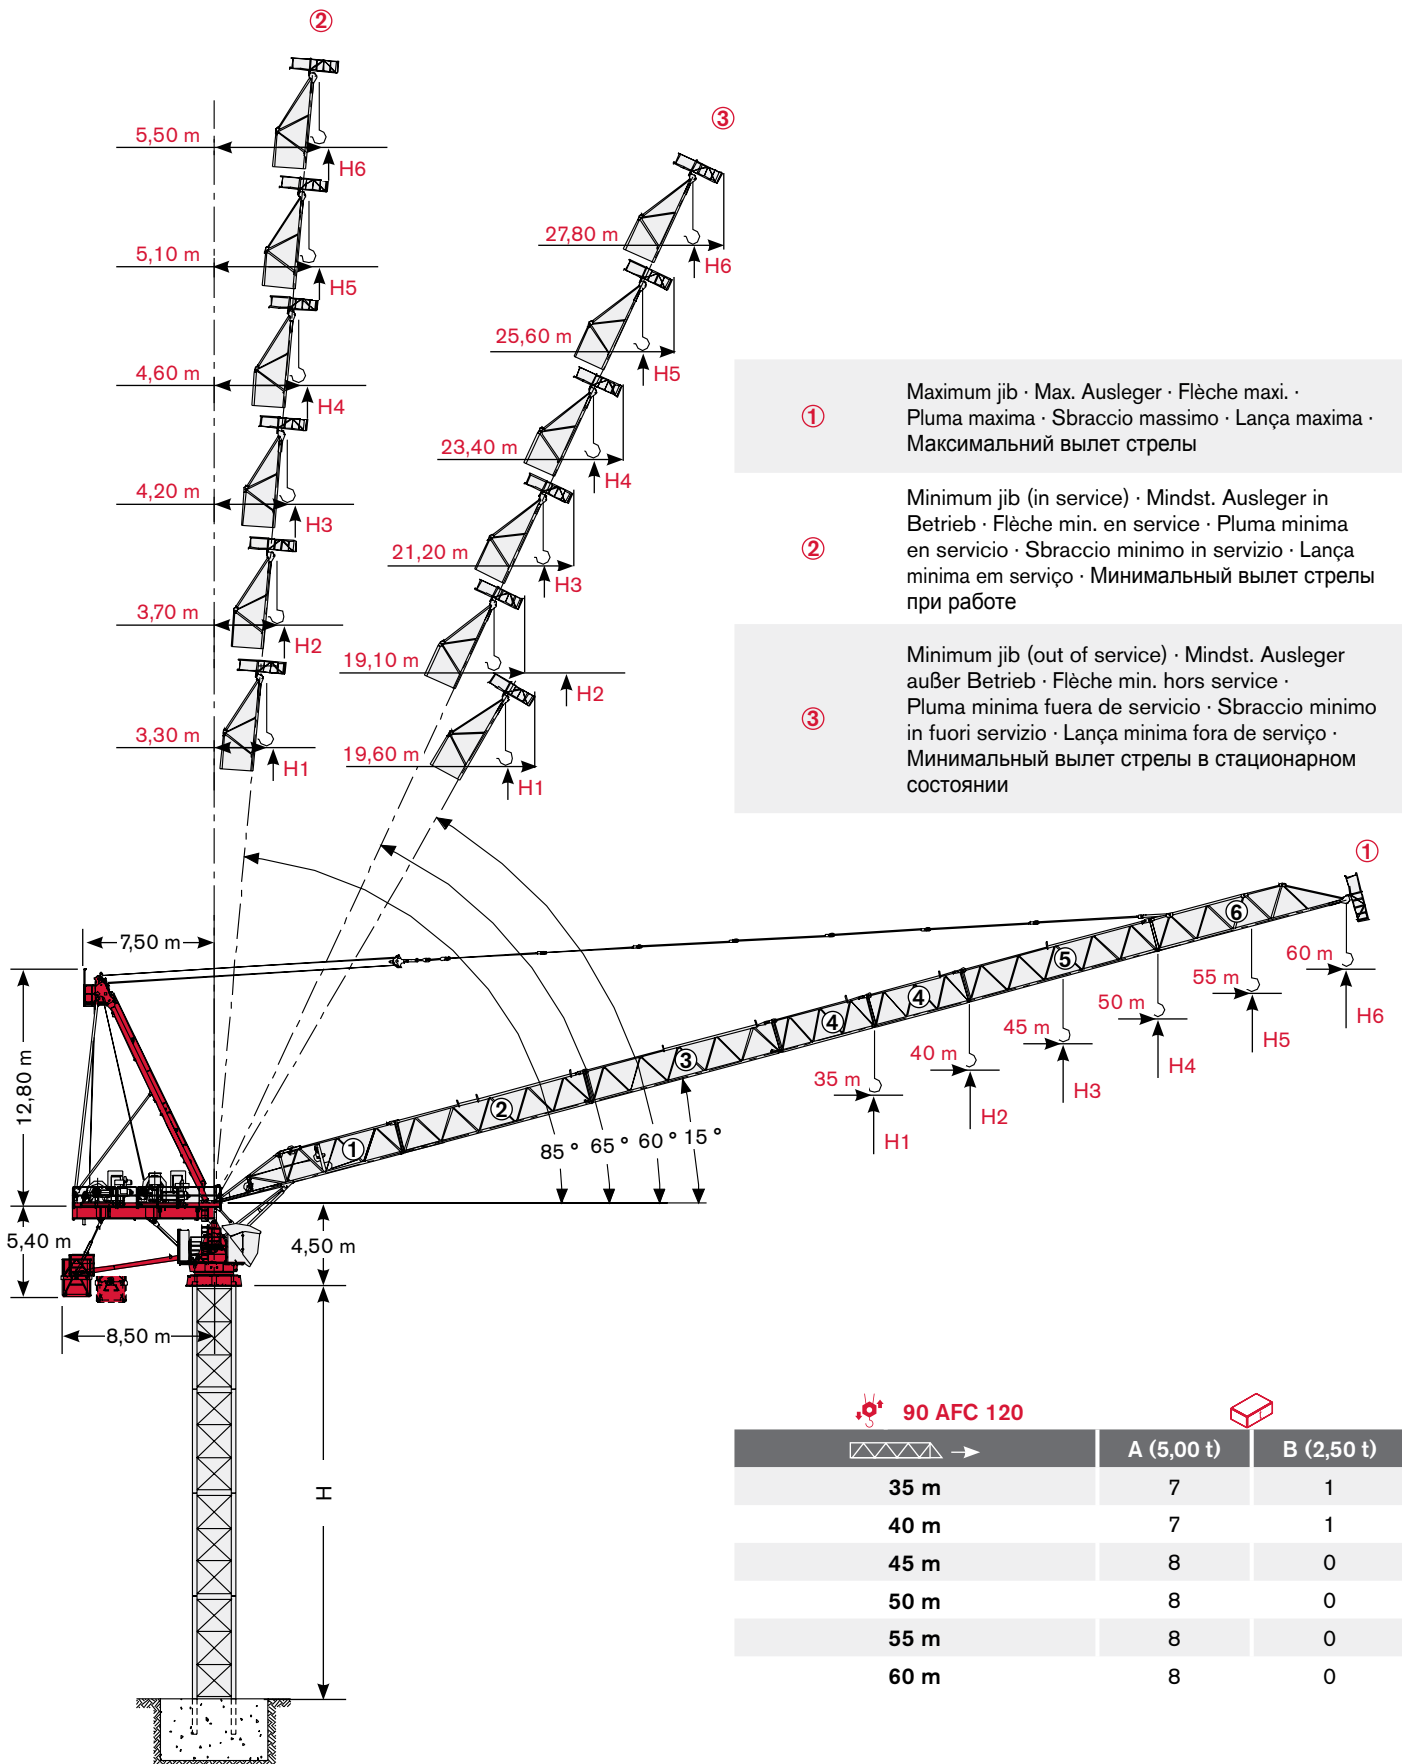 ②
5,50 m
H6
5,10 m
H5
4,60 m
H4
4,20 m
H3
3,70 m
H2
3,30 m
H1
③
27,80 m
H6
25,60 m
H5
23,40 m
H4
21,20 m
H3
19,10 m
H2
19,60 m
H1
① Maximum jib · Max. Ausleger · Flèche maxi. ·
Pluma maxima · Sbraccio massimo · Lança maxima ·
Максимальний вылет стрелы
② Minimum jib (in service) · Mindst. Ausleger in
Betrieb · Flèche min. en service · Pluma minima
en servicio · Sbraccio minimo in servizio · Lança
minima em serviço · Минимальный вылет стрелы
при работе
③ Minimum jib (out of service) · Mindst. Ausleger
außer Betrieb · Flèche min. hors service ·
Pluma minima fuera de servicio · Sbraccio minimo
in fuori servizio · Lança minima fora de serviço ·
Минимальный вылет стрелы в стационарном
состоянии
①
7,50 m
12,80 m
5,40 m
8,50 m
4,50 m
H
① ② ③ ④ ④ ⑤ ⑥
85 ° 65 ° 60 ° 15 °
35 m
H1
40 m
H2
45 m
H3
50 m
H4
55 m
H5
60 m
H6
90 AFC 120
A (5,00 t) B (2,50 t)
35 m 7 1
40 m 7 1
45 m 8 0
50 m 8 0
55 m 8 0
60 m 8 0